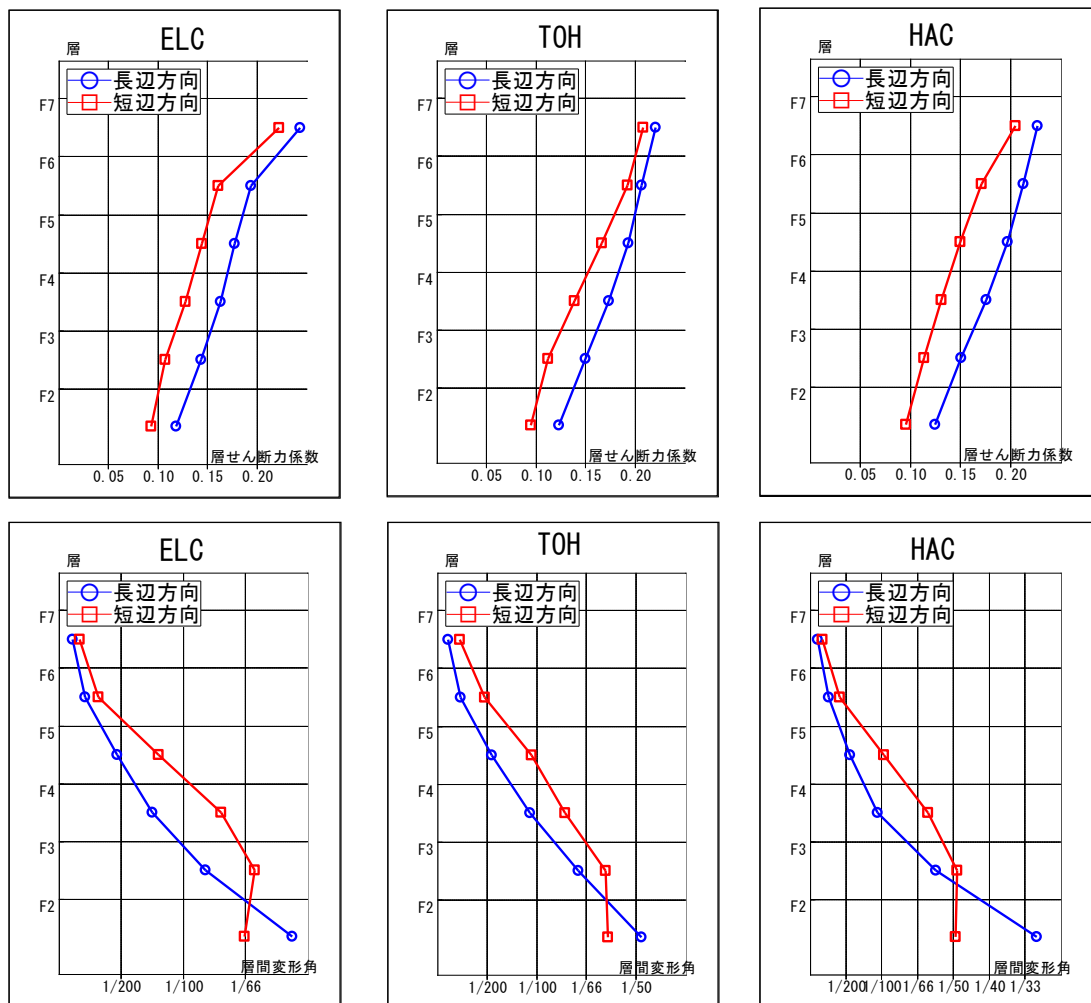 ELC
層
長辺方向
短辺方向
F7
F6
F5
F4
F3
F2
層せん断力係数
0.05 0.10 0.15 0.20
TOH
層
長辺方向
短辺方向
F7
F6
F5
F4
F3
F2
層せん断力係数
0.05 0.10 0.15 0.20
HAC
層
長辺方向
短辺方向
F7
F6
F5
F4
F3
F2
層せん断力係数
0.05 0.10 0.15 0.20
ELC
層
長辺方向
短辺方向
F7
F6
F5
F4
F3
F2
層間変形角
1/200 1/100 1/66
TOH
層
長辺方向
短辺方向
F7
F6
F5
F4
F3
F2
層間変形角
1/200 1/100 1/66 1/50
HAC
層
長辺方向
短辺方向
F7
F6
F5
F4
F3
F2
層間変形角
1/200 1/100 1/66 1/50 1/40 1/33